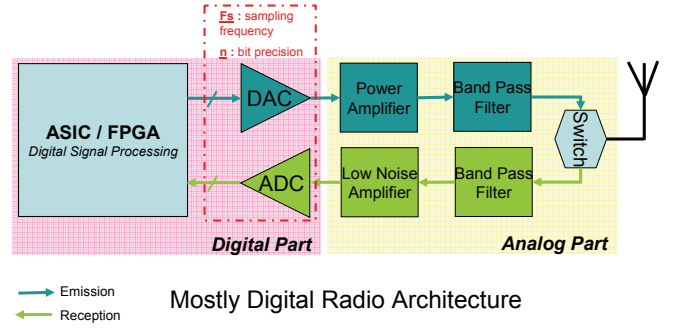 Fs : sampling
frequency
n : bit precision
ASIC / FPGA
Digital Signal Processing
DAC
Power
Amplifier
Band Pass
Filter
Switch
ADC
Low Noise
Amplifier
Band Pass
Filter
Digital Part
Analog Part
Emission
Reception
Mostly Digital Radio Architecture